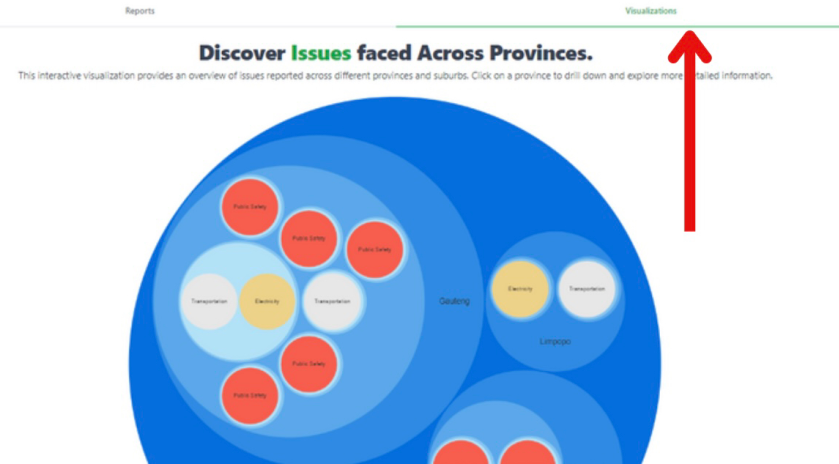 Reports
Visualizations
Discover Issues faced Across Provinces.
This interactive visualization provides an overview of issues reported across different provinces and suburbs. Click on a province to drill down and explore more information.
Public Safety
Public Safety
Public Safety
Transportation
Electricity
Transportation
Gauteng
Electricity
Transportation
Limpopo
Public Safety
Public Safety